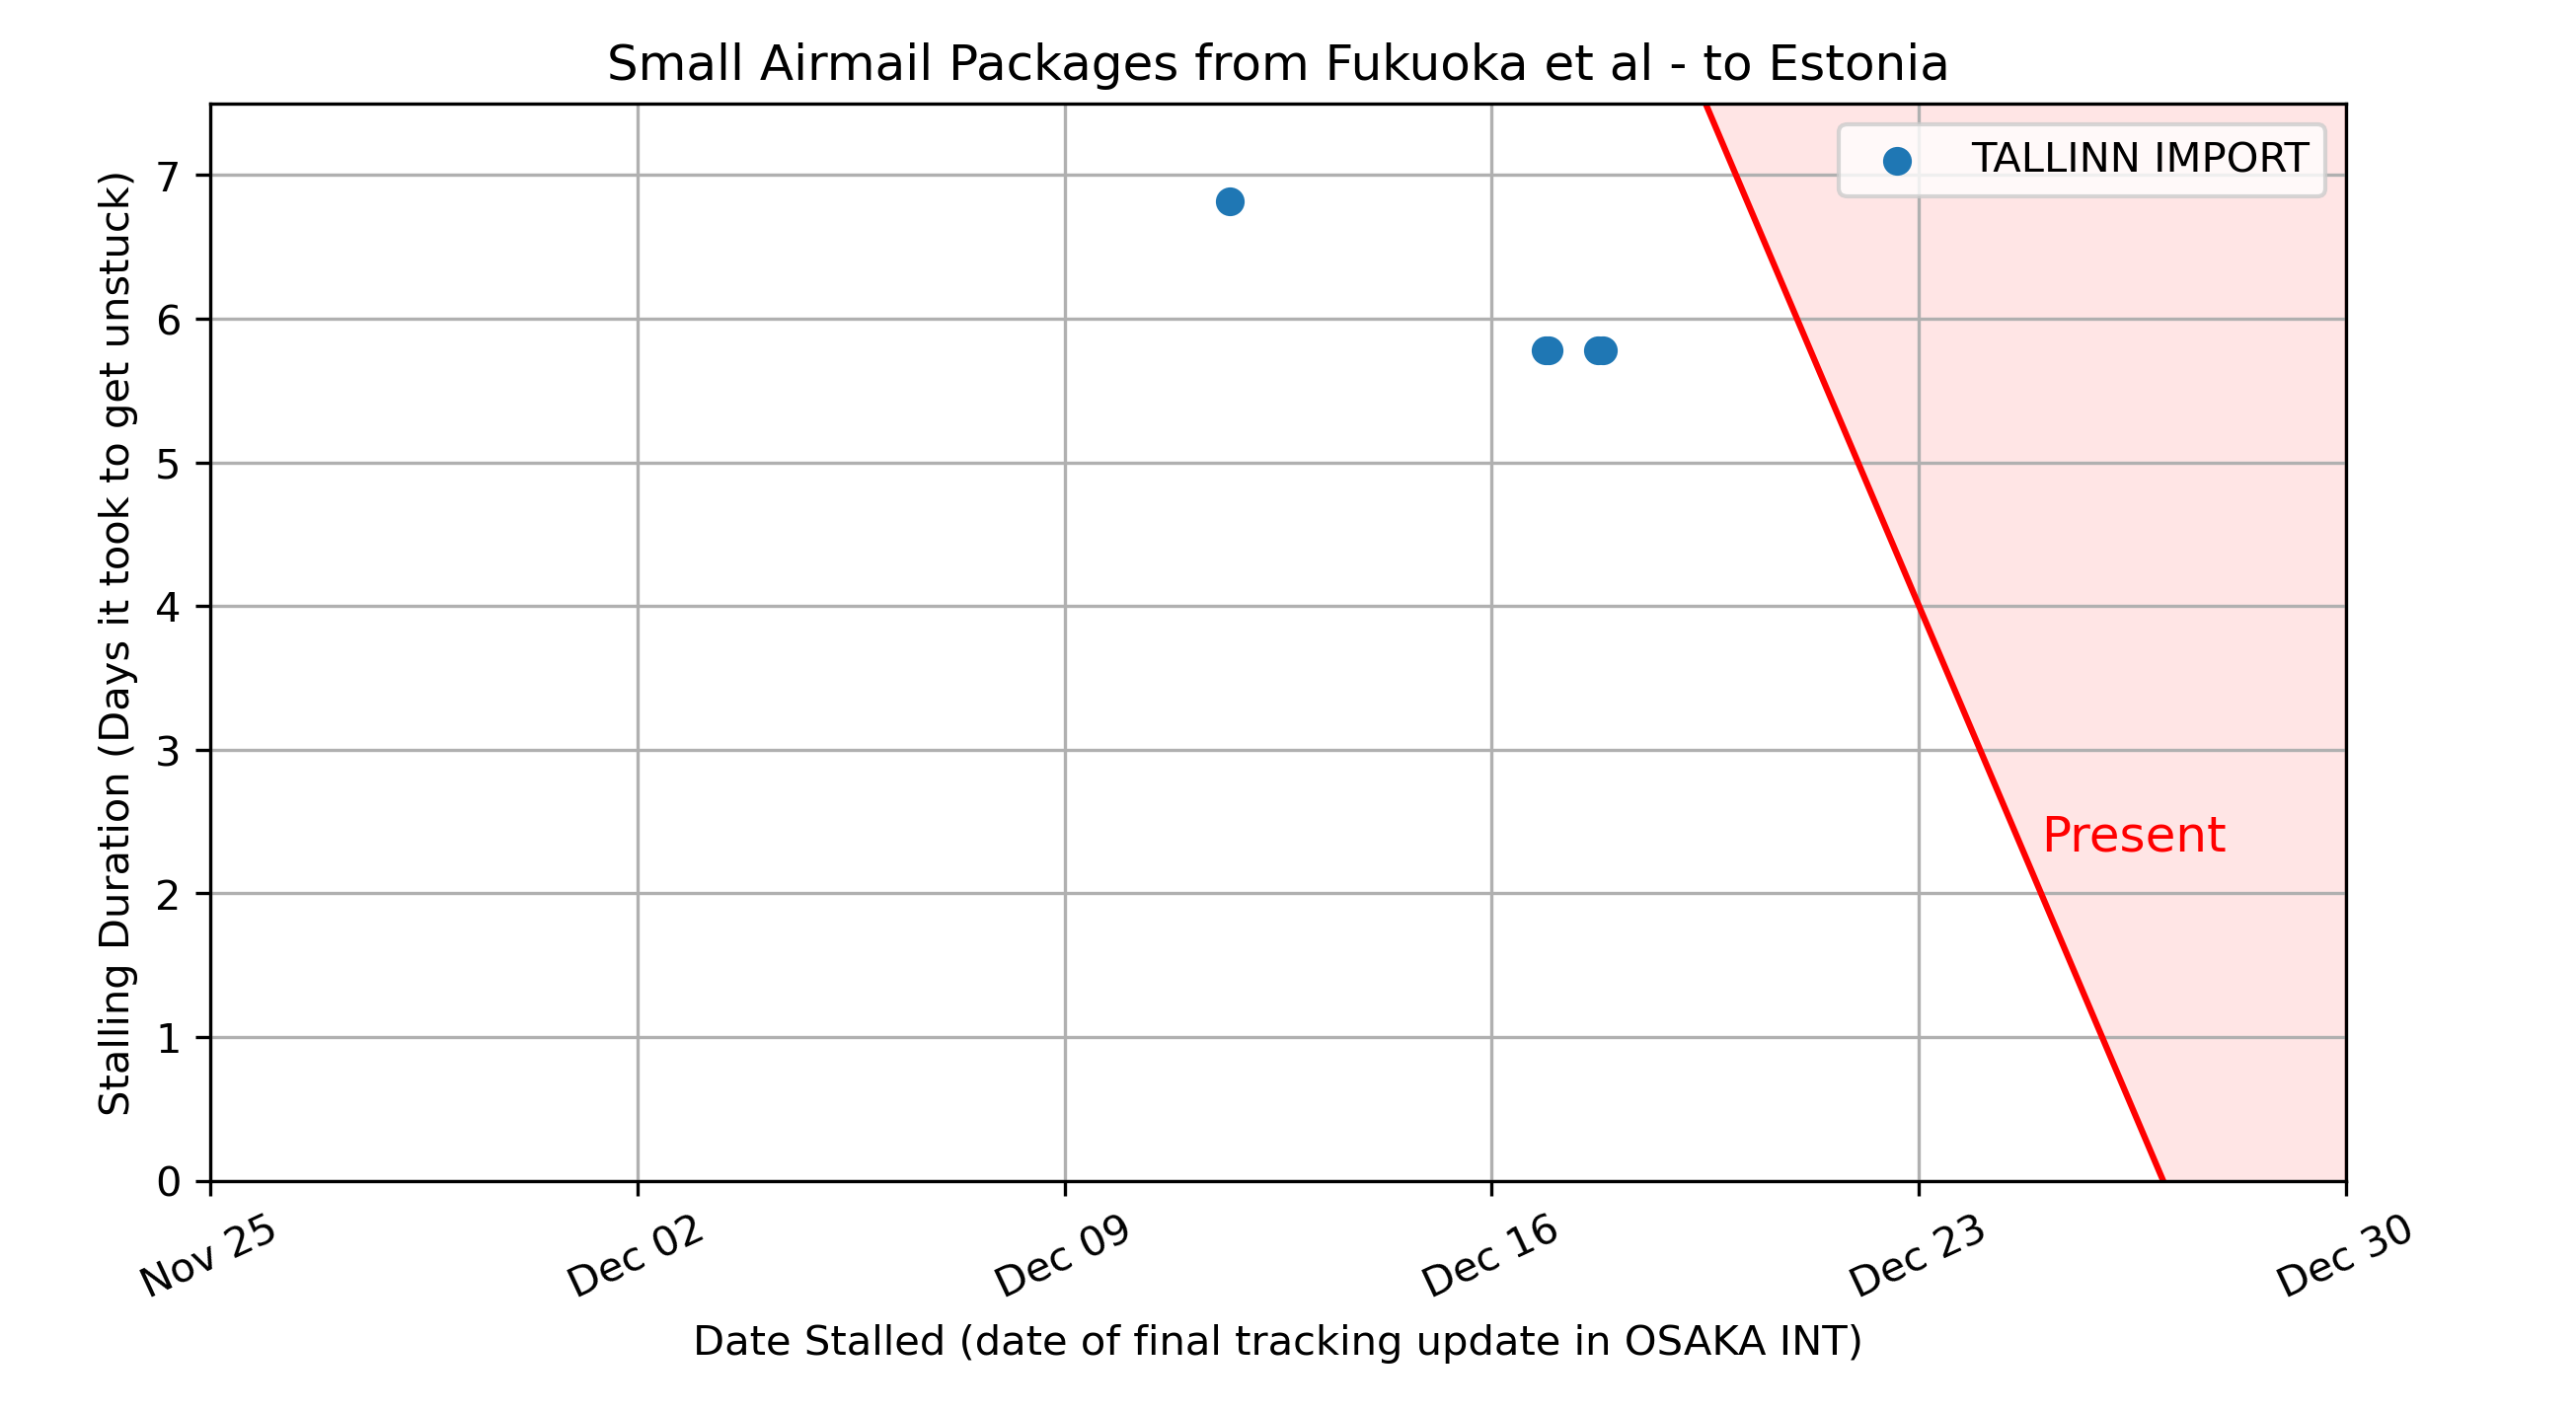 Small Airmail Packages from Fukuoka et al - to Estonia
TALLINN IMPORT
Stalling Duration (Days it took to get unstuck)
7
6
5
4
3
2
1
0
Present
Nov 25
Dec 02
Dec 09
Dec 16
Dec 23
Dec 30
Date Stalled (date of final tracking update in OSAKA INT)